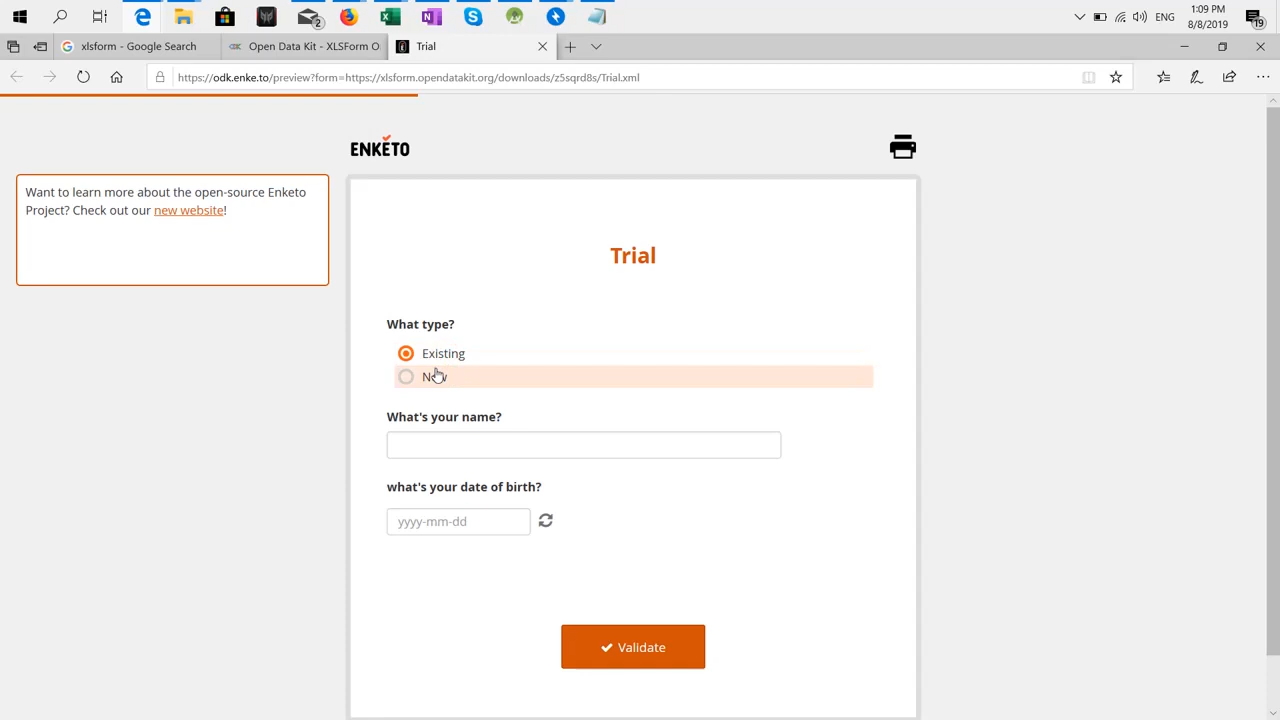 ENG
1:09 PM
8/8/2019
2
19
xlsform - Google Search
Open Data Kit - XLSForm O
Trial
https://odk.enke.to/preview?form=https://xlsform.opendatakit.org/downloads/z5sqrd8s/Trial.xml
ENKETO
Want to learn more about the open-source Enketo
Project? Check out our new website!
Trial
What type?
Existing
New
What's your name?
what's your date of birth?
yyyy-mm-dd
Validate